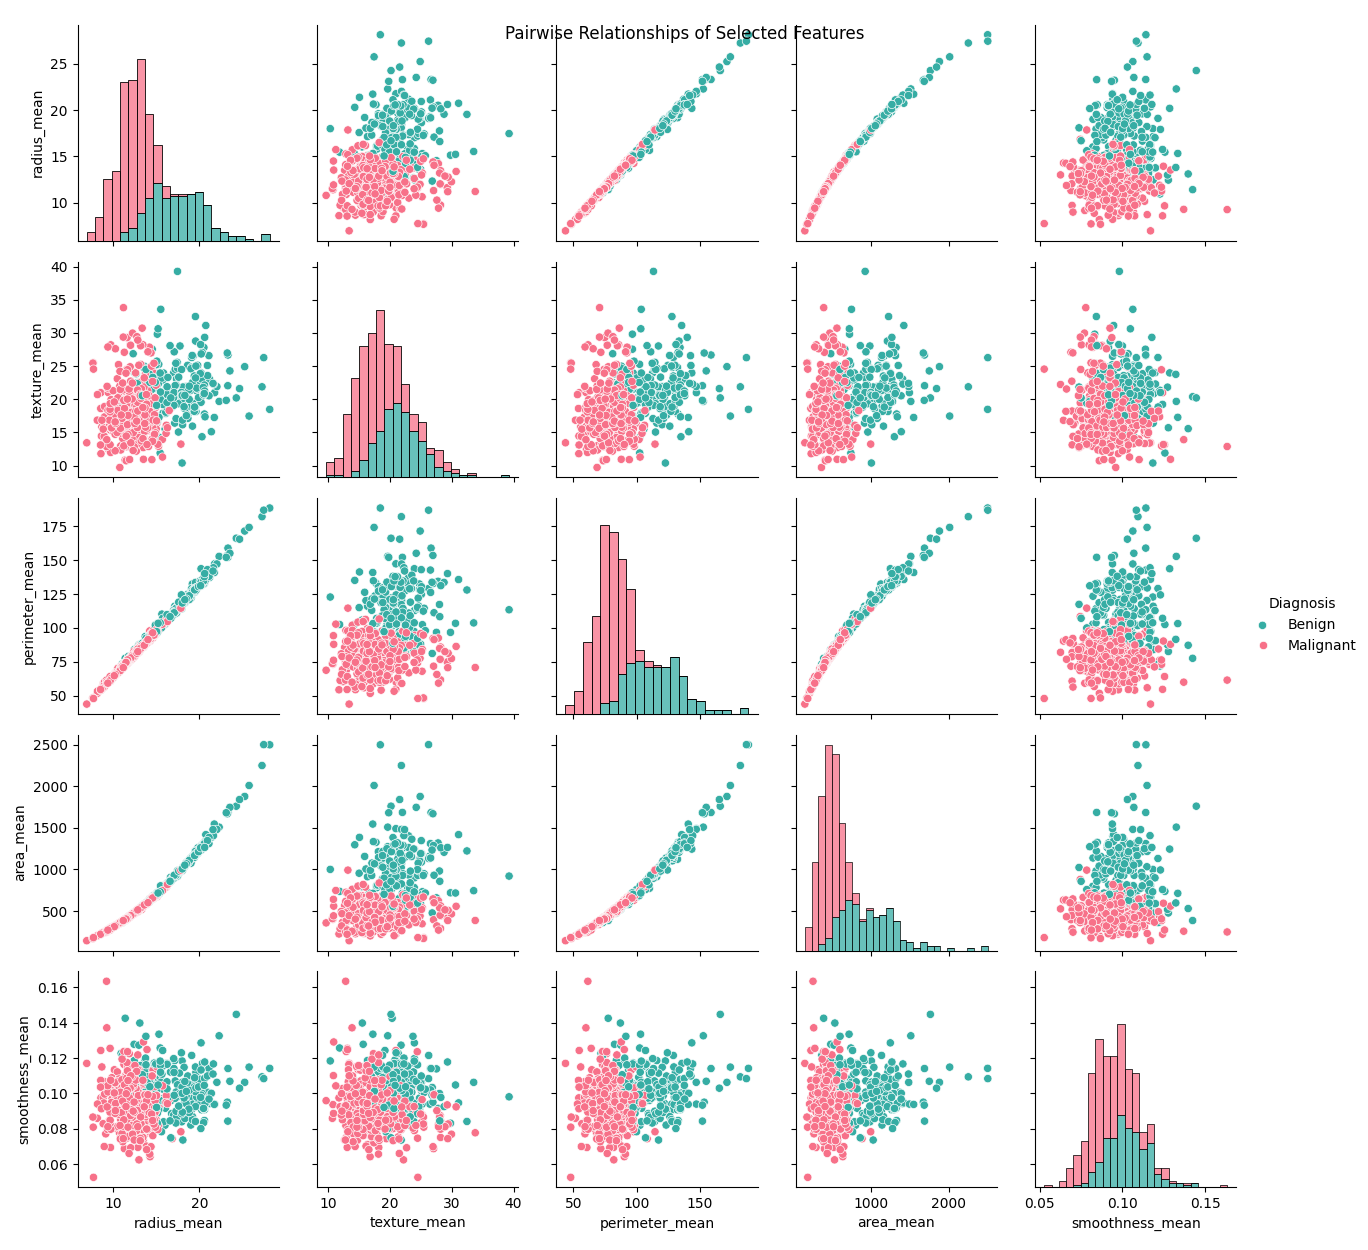 Pairwise Relationships of Selected Features
radius_mean
25
20
15
10
texture_mean
40
35
30
25
20
15
10
perimeter_mean
175
150
125
100
75
50
Diagnosis
Benign
Malignant
area_mean
2500
2000
1500
1000
500
smoothness_mean
0.16
0.14
0.12
0.10
0.08
0.06
10 20
radius_mean
10 20 30 40
texture_mean
50 100 150
perimeter_mean
1000 2000
area_mean
0.05 0.10 0.15
smoothness_mean